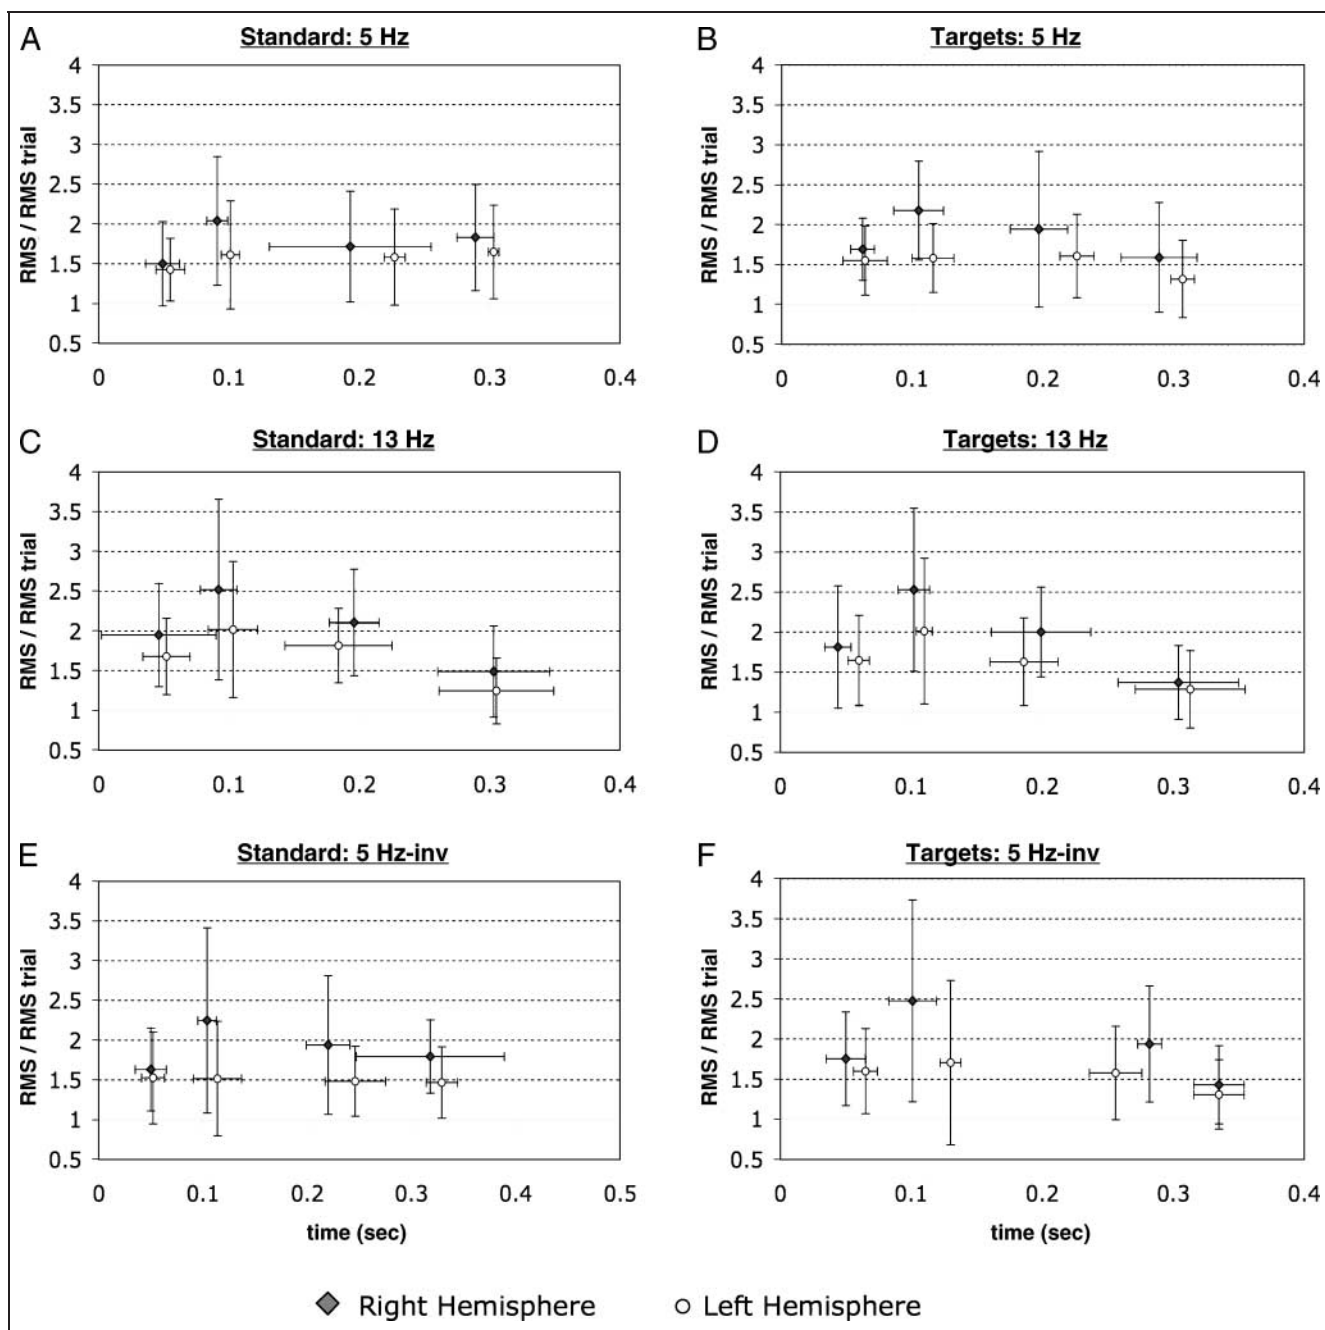 A
Standard: 5 Hz
RMS / RMS trial
4
3.5
3
2.5
2
1.5
1
0.5
0 0.1 0.2 0.3 0.4
B
Targets: 5 Hz
RMS / RMS trial
4
3.5
3
2.5
2
1.5
1
0.5
0 0.1 0.2 0.3 0.4
C
Standard: 13 Hz
RMS / RMS trial
4
3.5
3
2.5
2
1.5
1
0.5
0 0.1 0.2 0.3 0.4
D
Targets: 13 Hz
RMS / RMS trial
4
3.5
3
2.5
2
1.5
1
0.5
0 0.1 0.2 0.3 0.4
E
Standard: 5 Hz-inv
RMS / RMS trial
4
3.5
3
2.5
2
1.5
1
0.5
0 0.1 0.2 0.3 0.4 0.5
time (sec)
F
Targets: 5 Hz-inv
RMS / RMS trial
4
3.5
3
2.5
2
1.5
1
0.5
0 0.1 0.2 0.3 0.4
time (sec)
Right Hemisphere
Left Hemisphere